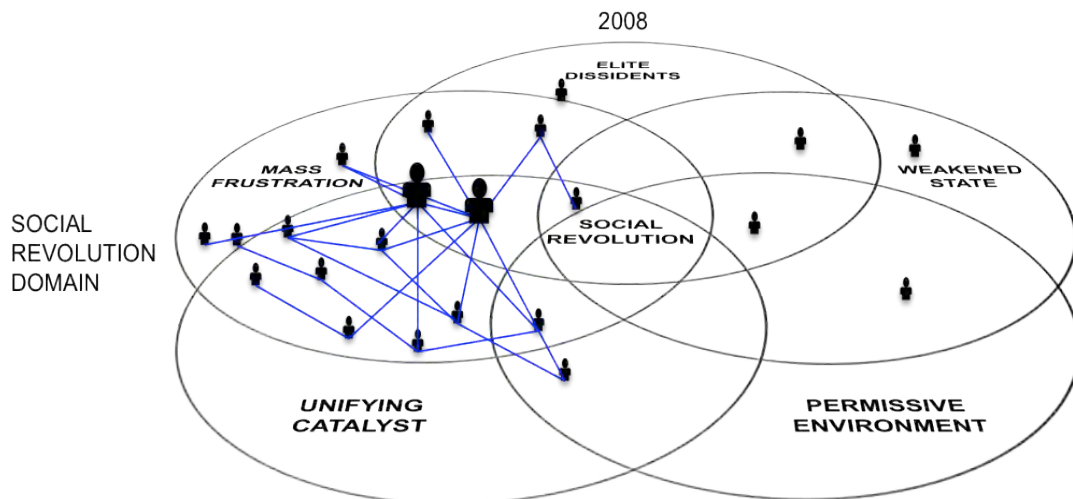 2008
ELITE
DISSIDENTS
MASS
FRUSTRATION
WEAKENED
STATE
SOCIAL
REVOLUTION
DOMAIN
SOCIAL
REVOLUTION
UNIFYING
CATALYST
PERMISSIVE
ENVIRONMENT